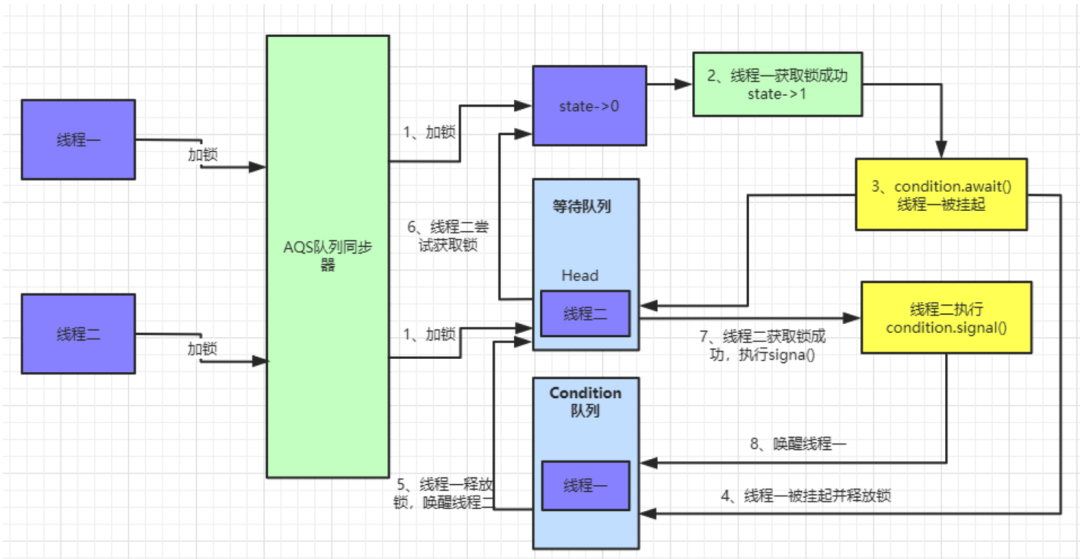 线程一
加锁
线程二
加锁
AQS队列同步
器
1、加锁
state->0
2、线程一获取锁成功
state->1
3、condition.await()
线程一被挂起
6、线程二尝
试获取锁
等待队列
Head
线程二
1、加锁
7、线程二获取锁成
功，执行signa()
线程二执行
condition.signal()
Condition
队列
线程一
8、唤醒线程一
5、线程一释放
锁，唤醒线程二
4、线程一被挂起并释放锁